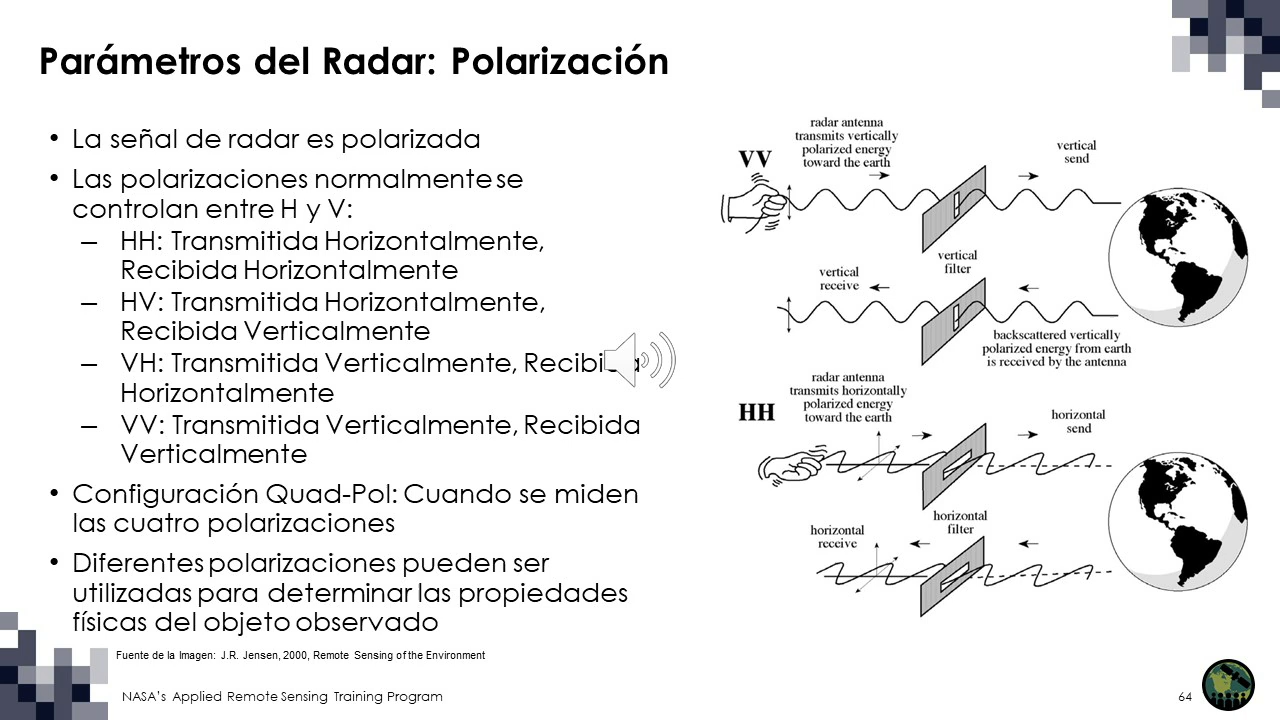 Parámetros del Radar: Polarización
• La señal de radar es polarizada
• Las polarizaciones normalmente se
controlan entre H y V:
– HH: Transmitida Horizontalmente,
Recibida Horizontalmente
– HV: Transmitida Horizontalmente,
Recibida Verticalmente
– VH: Transmitida Verticalmente, Recibida
Horizontalmente
– VV: Transmitida Verticalmente, Recibida
Verticalmente
• Configuración Quad-Pol: Cuando se miden
las cuatro polarizaciones
• Diferentes polarizaciones pueden ser
utilizadas para determinar las propiedades
físicas del objeto observado
VV
radar antenna
transmits vertically
polarized energy
toward the earth
vertical
send
vertical
filter
vertical
receive
backscattered vertically
polarized energy from earth
is received by the antenna
HH
radar antenna
transmits horizontally
polarized energy
toward the earth
horizontal
send
horizontal
filter
horizontal
receive
Fuente de la Imagen: J.R. Jensen, 2000, Remote Sensing of the Environment
NASA's Applied Remote Sensing Training Program
64